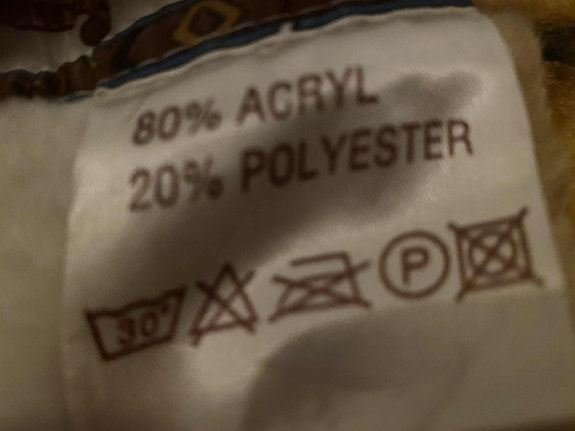 80% ACRYL
20% POLYESTER
30° P